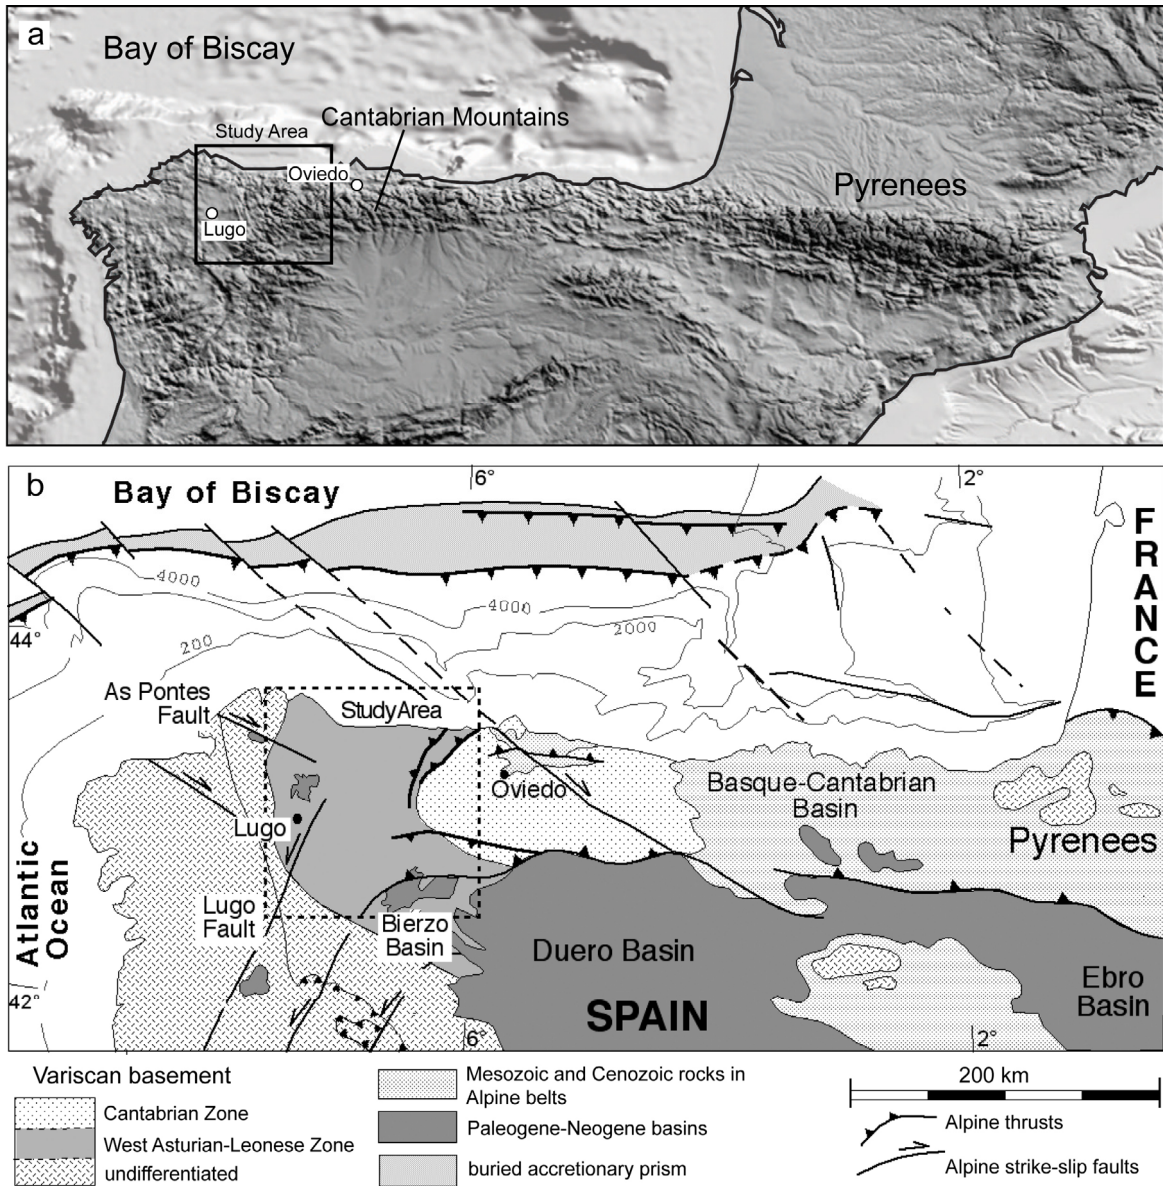 a
Bay of Biscay
Cantabrian Mountains
Study Area
Oviedo
Pyrenees
Lugo
b
Bay of Biscay
6°
2°
FRANCE
4000
4000
2000
44°
200
As Pontes
Fault
Study Area
Oviedo
Basque-Cantabrian
Basin
Lugo
Pyrenees
Atlantic
Ocean
Lugo
Fault
Bierzo
Basin
Duero Basin
Ebro
Basin
42°
SPAIN
6°
2°
Variscan basement
Cantabrian Zone
West Asturian-Leonese Zone
undifferentiated
Mesozoic and Cenozoic rocks in
Alpine belts
Paleogene-Neogene basins
buried accretionary prism
200 km
Alpine thrusts
Alpine strike-slip faults